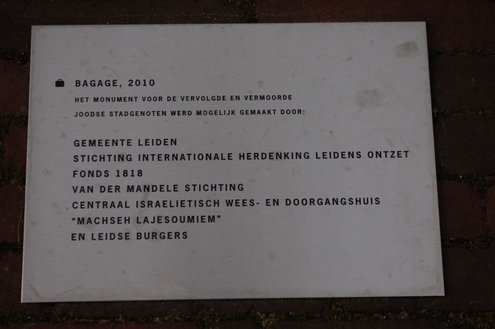 BAGAGE, 2010
HET MONUMENT VOOR DE VERVOLGDE EN VERMOORDE
JOODSE STADGENOTEN WERD MOGELIJK GEMAAKT DOOR:
GEMEENTE LEIDEN
STICHTING INTERNATIONALE HERDENKING LEIDENS ONTZET
FONDS 1818
VAN DER MANDELE STICHTING
CENTRAAL ISRAELIETISCH WEES- EN DOORGANGSHUIS
“MACHSEH LAJESOUMIEM”
EN LEIDSE BURGERS